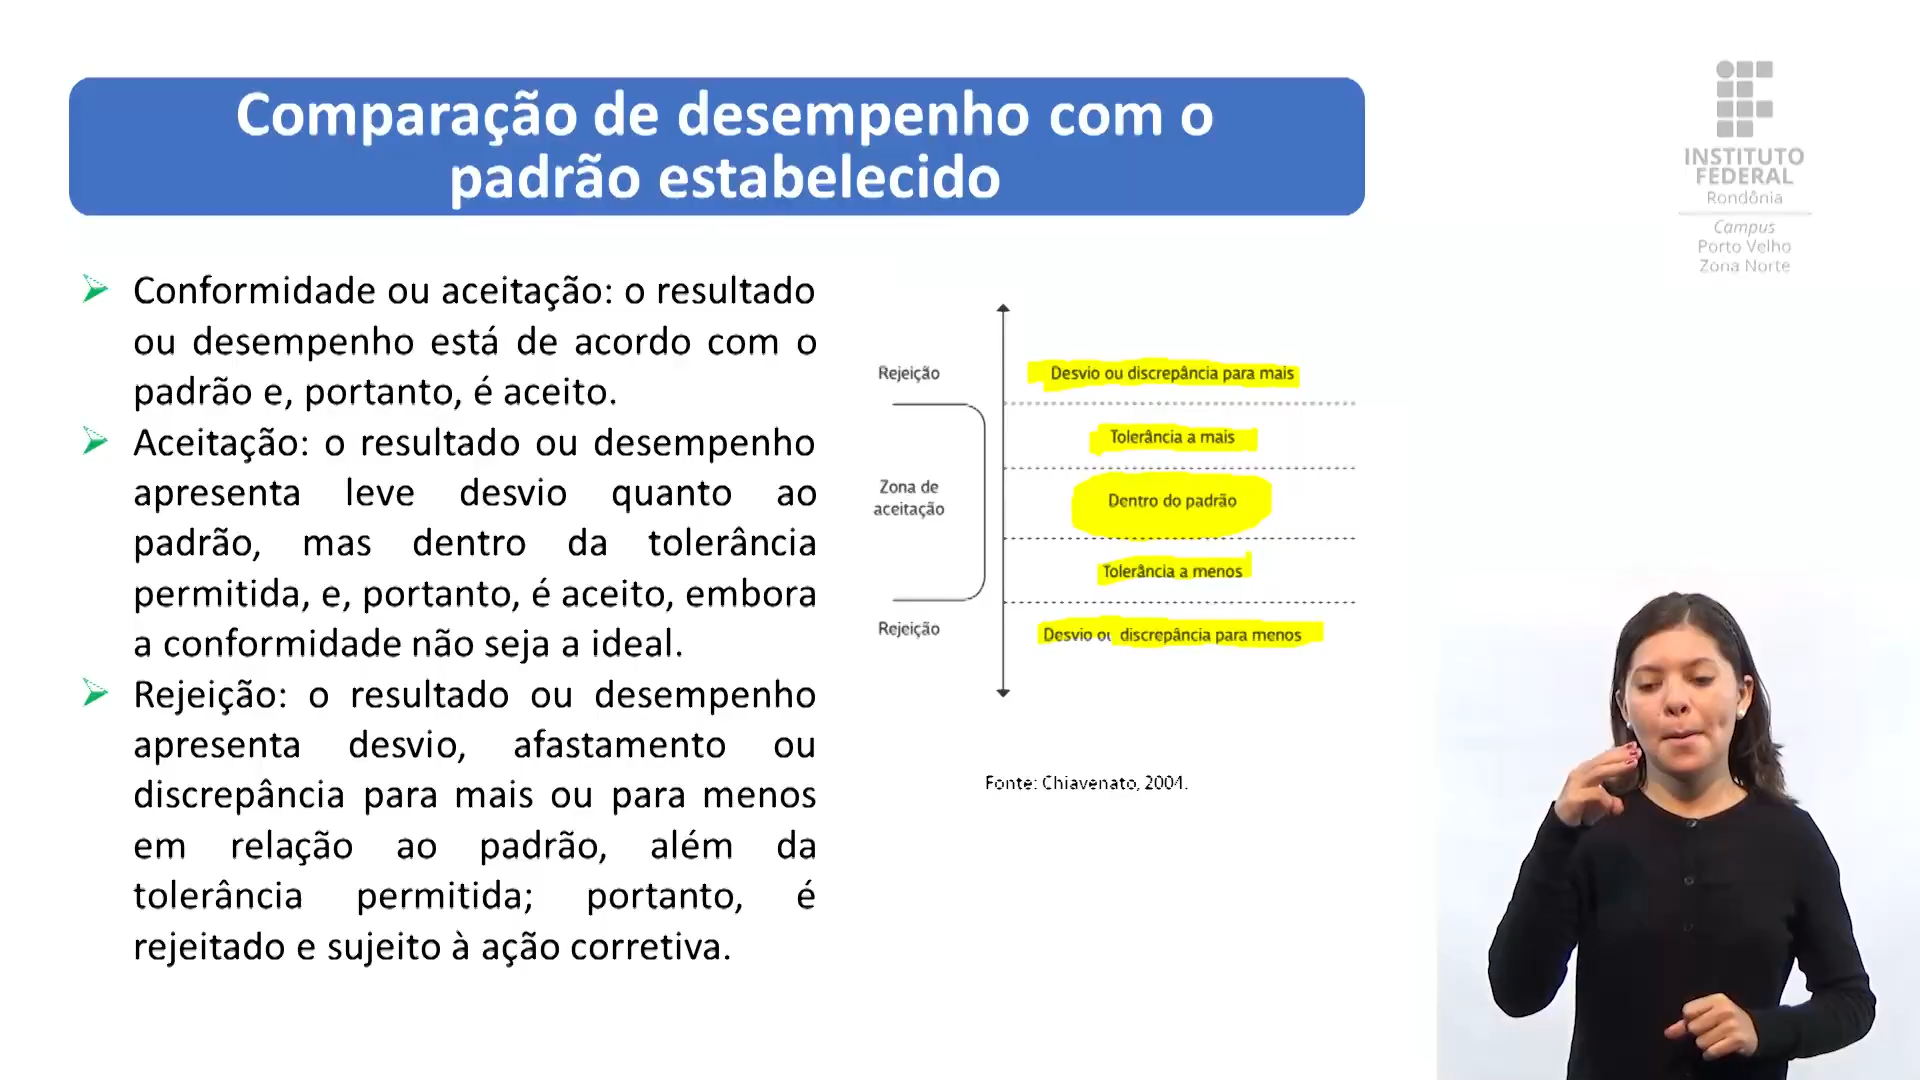 Comparação de desempenho com o
padrão estabelecido
INSTITUTO
FEDERAL
Rondônia
Campus
Porto Velho
Zona Norte
Conformidade ou aceitação: o resultado
ou desempenho está de acordo com o
padrão e, portanto, é aceito.
Aceitação: o resultado ou desempenho
apresenta leve desvio quanto ao
padrão, mas dentro da tolerância
permitida, e, portanto, é aceito, embora
a conformidade não seja a ideal.
Rejeição: o resultado ou desempenho
apresenta desvio, afastamento ou
discrepância para mais ou para menos
em relação ao padrão, além da
tolerância permitida; portanto, é
rejeitado e sujeito à ação corretiva.
Rejeição
Desvio ou discrepância para mais
Tolerância a mais
Zona de
aceitação
Dentro do padrão
Tolerância a menos
Rejeição
Desvio ou discrepância para menos
Fonte: Chiavenato, 2004.